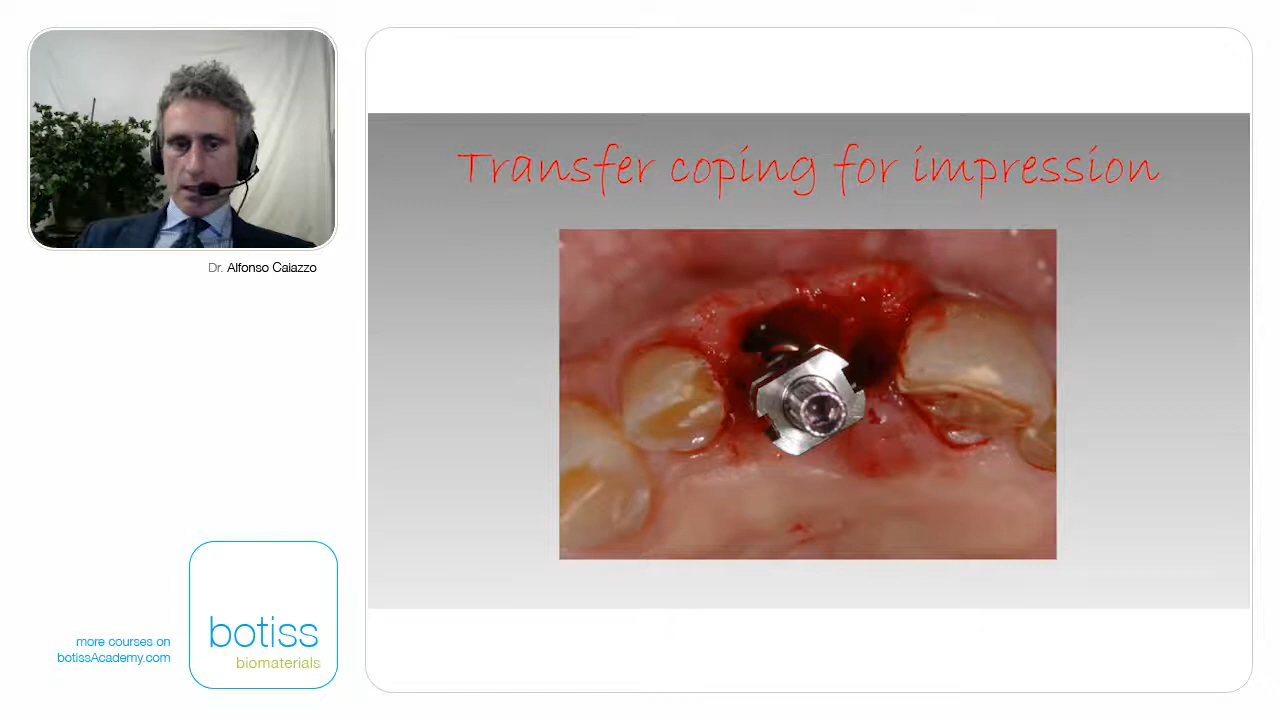 Transfer coping for impression
Dr. Alfonso Caiazzo
botiss
biomaterials
more courses on
botissAcademy.com